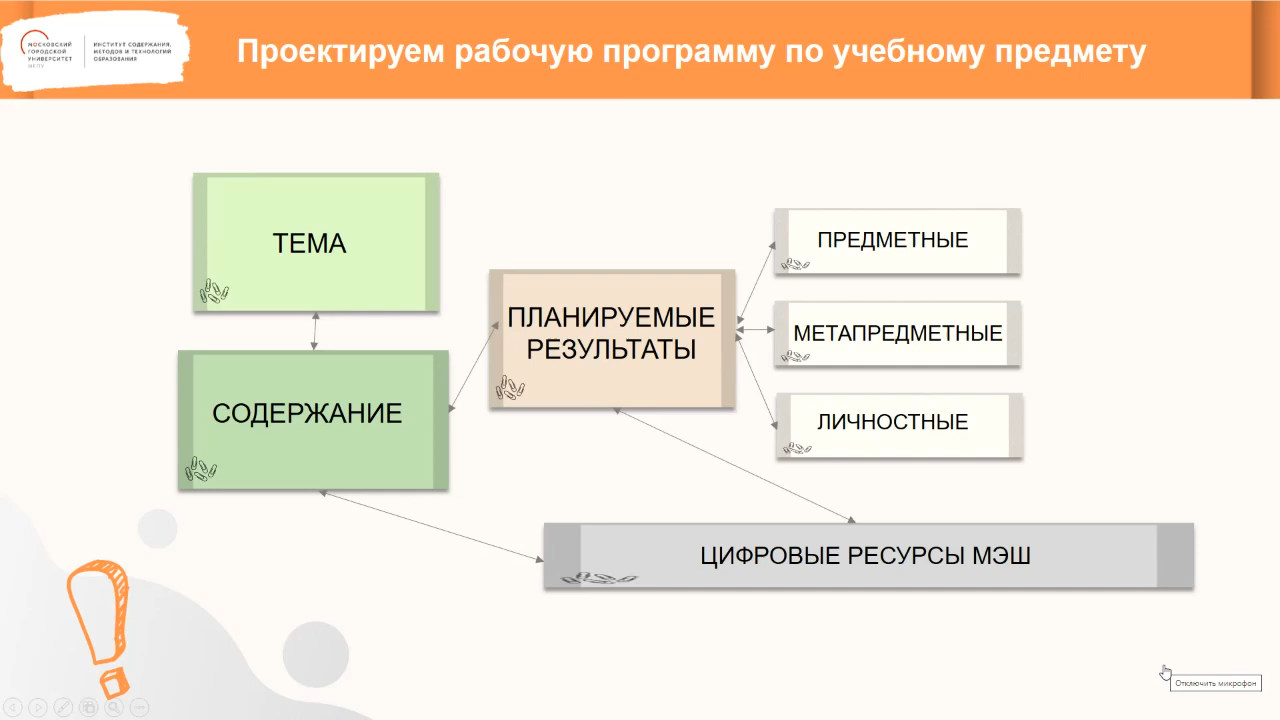 МОСКОВСКИЙ
ГОРОДСКОЙ
УНИВЕРСИТЕТ
МГПУ
ИНСТИТУТ СОДЕРЖАНИЯ,
МЕТОДОВ И ТЕХНОЛОГИЙ
ОБРАЗОВАНИЯ
Проектируем рабочую программу по учебному предмету
ТЕМА
СОДЕРЖАНИЕ
ПЛАНИРУЕМЫЕ
РЕЗУЛЬТАТЫ
ПРЕДМЕТНЫЕ
МЕТАПРЕДМЕТНЫЕ
ЛИЧНОСТНЫЕ
ЦИФРОВЫЕ РЕСУРСЫ МЭШ
Отключить микрофон